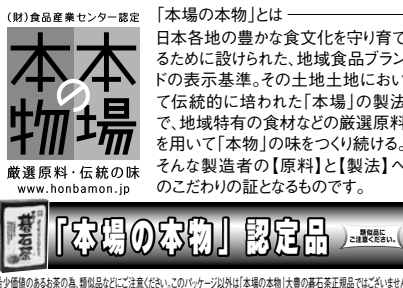 (財)食品産業センター認定
本場の本物
厳選原料・伝統の味
www.honbamon.jp
「本場の本物」とは
日本各地の豊かな食文化を守り育て
るために設けられた、地域食品ブラン
ドの表示基準。その土地土地におい
て伝統的に培われた「本場」の製法
で、地域特有の食材などの厳選原料
を用いて「本物」の味をつくり続ける。
そんな製造者の【原料】と【製法】へ
のこだわりの証となるものです。
碁石茶
「本場の本物」認定品
類似品に
ご注意ください。
少価値のあるお茶の為、類似品などにご注意ください。このパッケージ以外は「本場の本物」大豊の碁石茶正規品ではございません